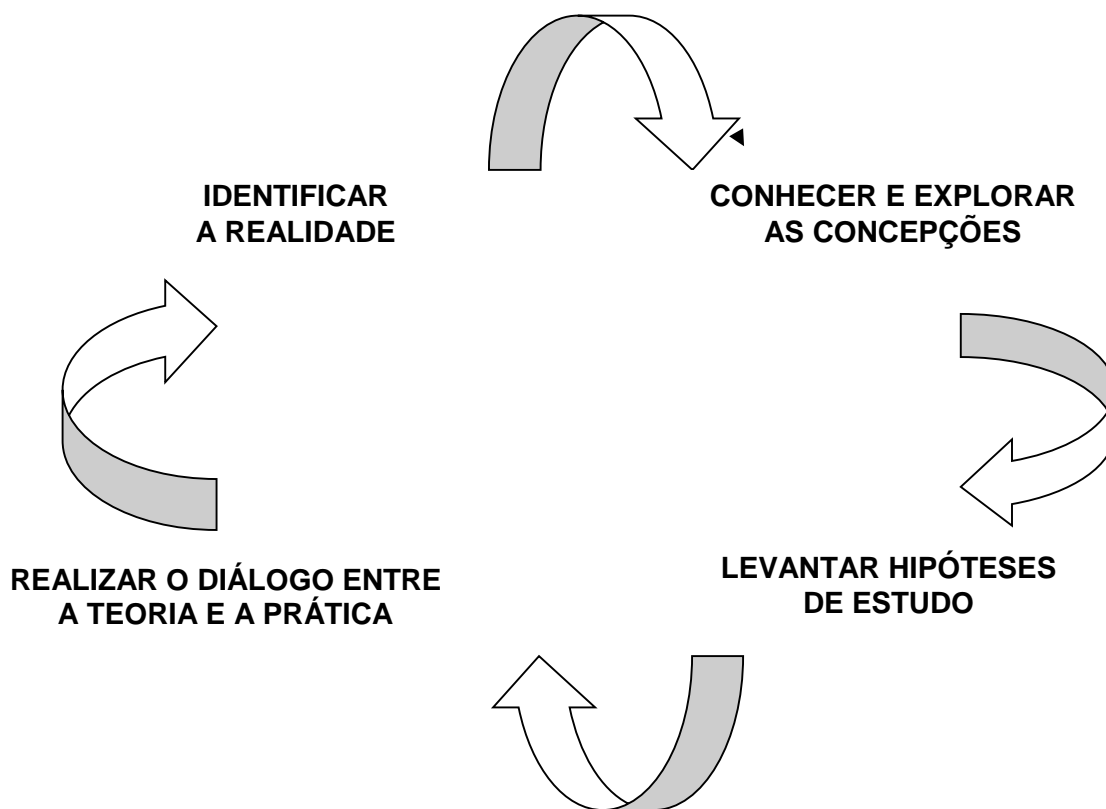 IDENTIFICAR
A REALIDADE
CONHECER E EXPLORAR
AS CONCEPÇÕES
LEVANTAR HIPÓTESES
DE ESTUDO
REALIZAR O DIÁLOGO ENTRE
A TEORIA E A PRÁTICA